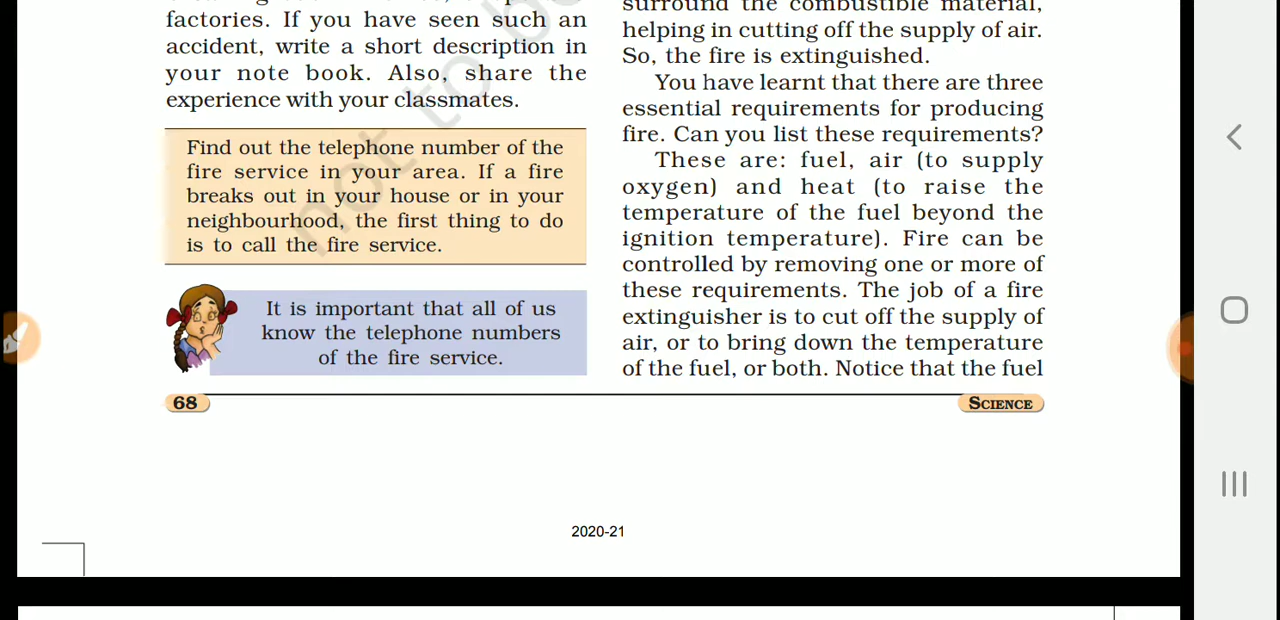 factories. If you have seen such an
accident, write a short description in
your note book. Also, share the
experience with your classmates.
Find out the telephone number of the
fire service in your area. If a fire
breaks out in your house or in your
neighbourhood, the first thing to do
is to call the fire service.
It is important that all of us
know the telephone numbers
of the fire service.
surround the combustible material,
helping in cutting off the supply of air.
So, the fire is extinguished.
You have learnt that there are three
essential requirements for producing
fire. Can you list these requirements?
These are: fuel, air (to supply
oxygen) and heat (to raise the
temperature of the fuel beyond the
ignition temperature). Fire can be
controlled by removing one or more of
these requirements. The job of a fire
extinguisher is to cut off the supply of
air, or to bring down the temperature
of the fuel, or both. Notice that the fuel
not to be
68
SCIENCE
2020-21